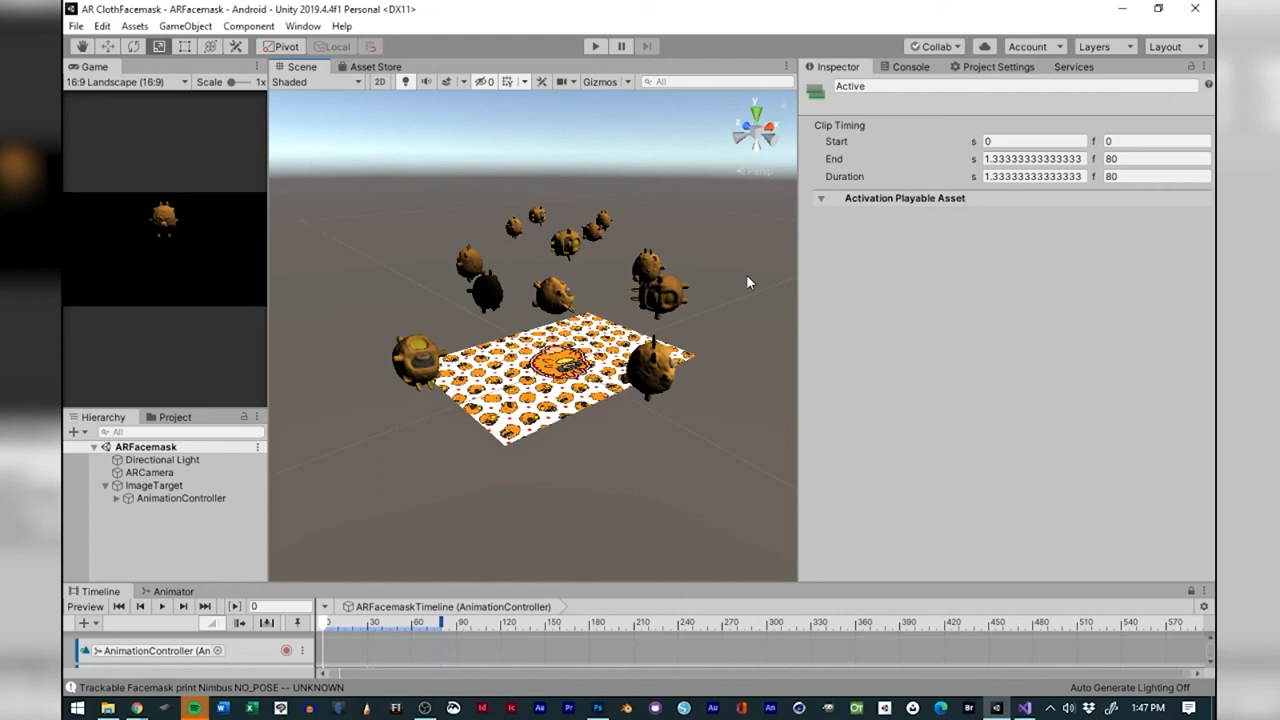 AR ClothFacemask - ARFacemask - Android - Unity 2019.4.4f1 Personal <DX11>
File Edit Assets GameObject Component Window Help
Pivot Local Collab Account Layers Layout
Game Scene Asset Store Inspector Console Project Settings Services
16:9 Landscape (16:9) Scale 1x Shaded 2D 0 Gizmos All
Active
Clip Timing
Start s 0 f 0
End s 1.33333333333333 f 80
Duration s 1.33333333333333 f 80
Activation Playable Asset
y
z x
Persp
Hierarchy Project
All
ARFacemask
Directional Light
ARCamera
ImageTarget
AnimationController
Timeline Animator
Preview 0 ARFacemaskTimeline (AnimationController)
0 30 60 90 120 150 180 210 240 270 300 330 360 390 420 450 480 510 540 570
AnimationController (An
Trackable Facemask print Nimbus NO_POSE -- UNKNOWN Auto Generate Lighting Off
1:47 PM